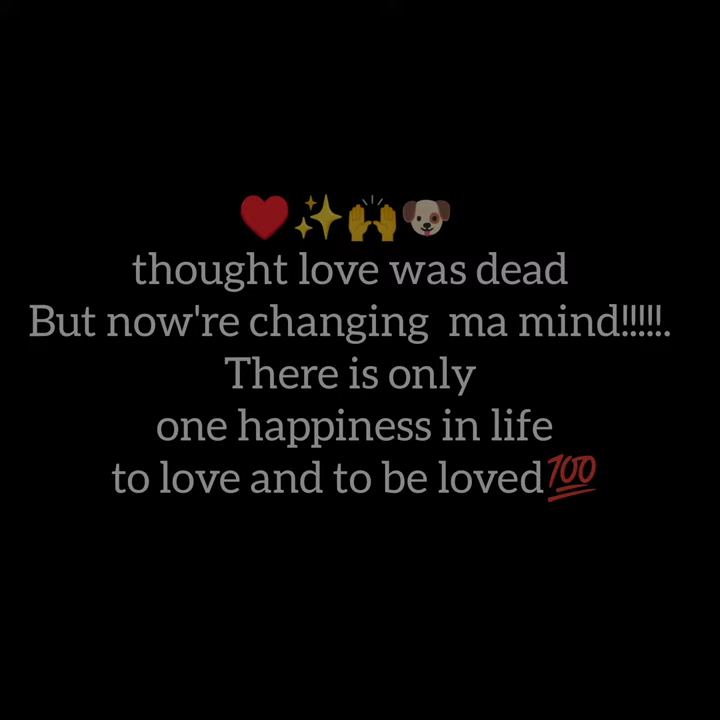 ❤️✨🙌🐶
thought love was dead
But now're changing  ma mind!!!!!.
There is only
one happiness in life
to love and to be loved💯